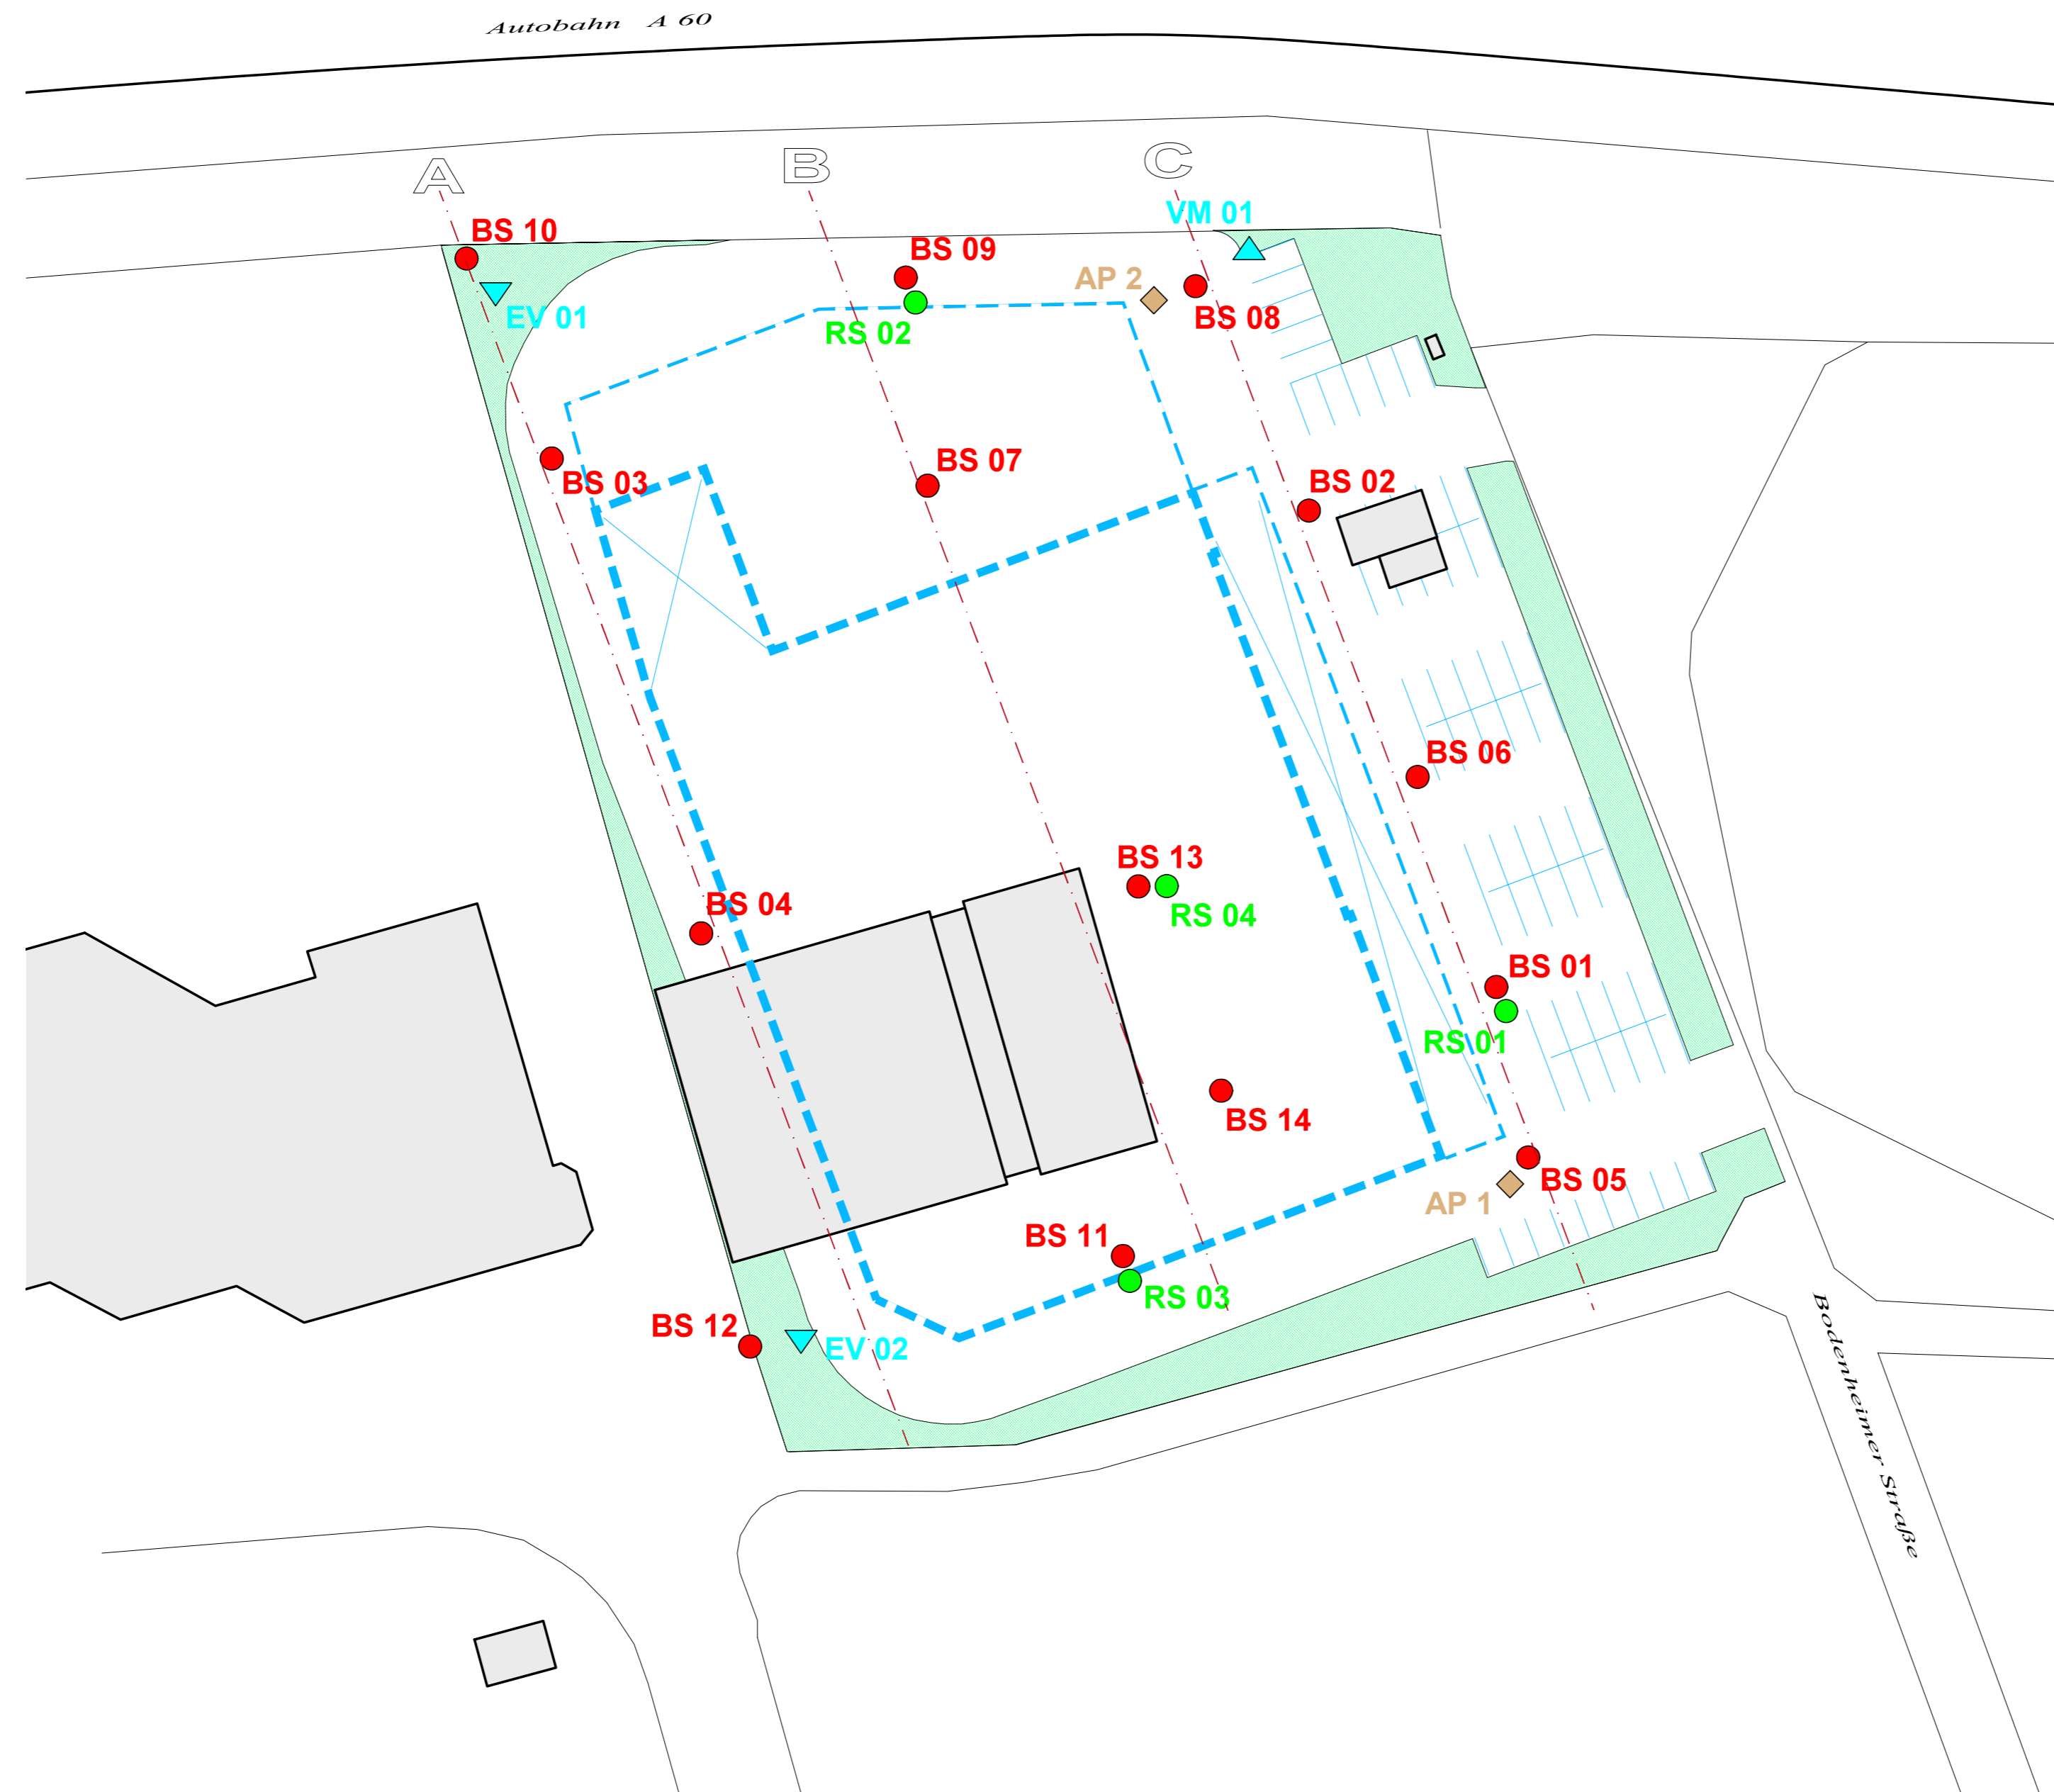 Autobahn A 60
A
B
C
VM 01
BS 10
BS 09
AP 2
EV 01
BS 08
RS 02
BS 07
BS 03
BS 02
BS 06
BS 13
BS 04
RS 04
BS 01
RS 01
BS 14
BS 05
AP 1
BS 11
RS 03
BS 12
EV 02
Bodenheimer Straße